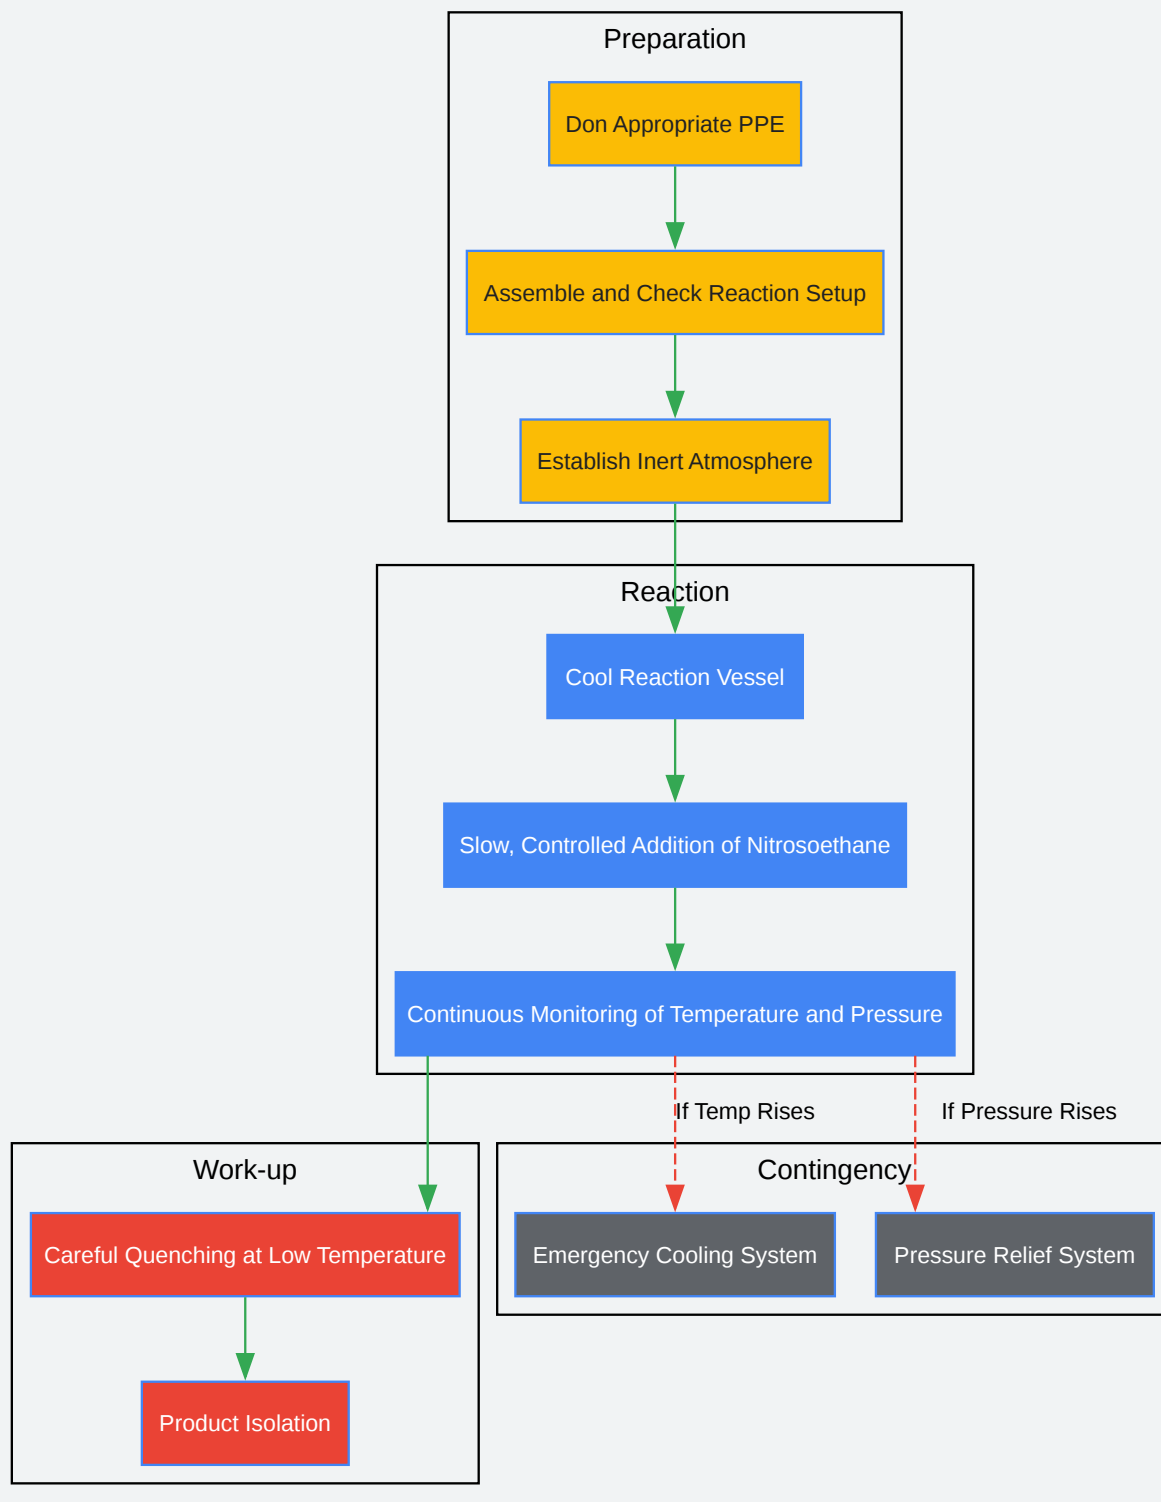 Preparation
Don Appropriate PPE
Assemble and Check Reaction Setup
Establish Inert Atmosphere
Reaction
Cool Reaction Vessel
Slow, Controlled Addition of Nitrosoethane
Continuous Monitoring of Temperature and Pressure
If Temp Rises
If Pressure Rises
Work-up
Contingency
Careful Quenching at Low Temperature
Emergency Cooling System
Pressure Relief System
Product Isolation